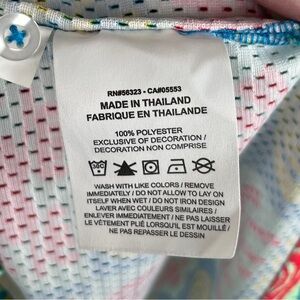 RN#56323 - CA#05553
MADE IN THAILAND
FABRIQUE EN THAILANDE
100% POLYESTER
EXCLUSIVE OF DECORATION /
DECORATION NON COMPRISE
WASH WITH LIKE COLORS / REMOVE
IMMEDIATELY / DO NOT ALLOW TO LAY ON
ITSELF WHEN WET / DO NOT IRON DESIGN
LAVER AVEC COULEURS SIMILAIRES /
ENLEVER IMMEDIATEMENT / NE PAS LAISSER
LE VÊTEMENT PLIÉ LORSQU'IL EST MOUILLÉ /
NE PAS REPASSER LE DESSIN